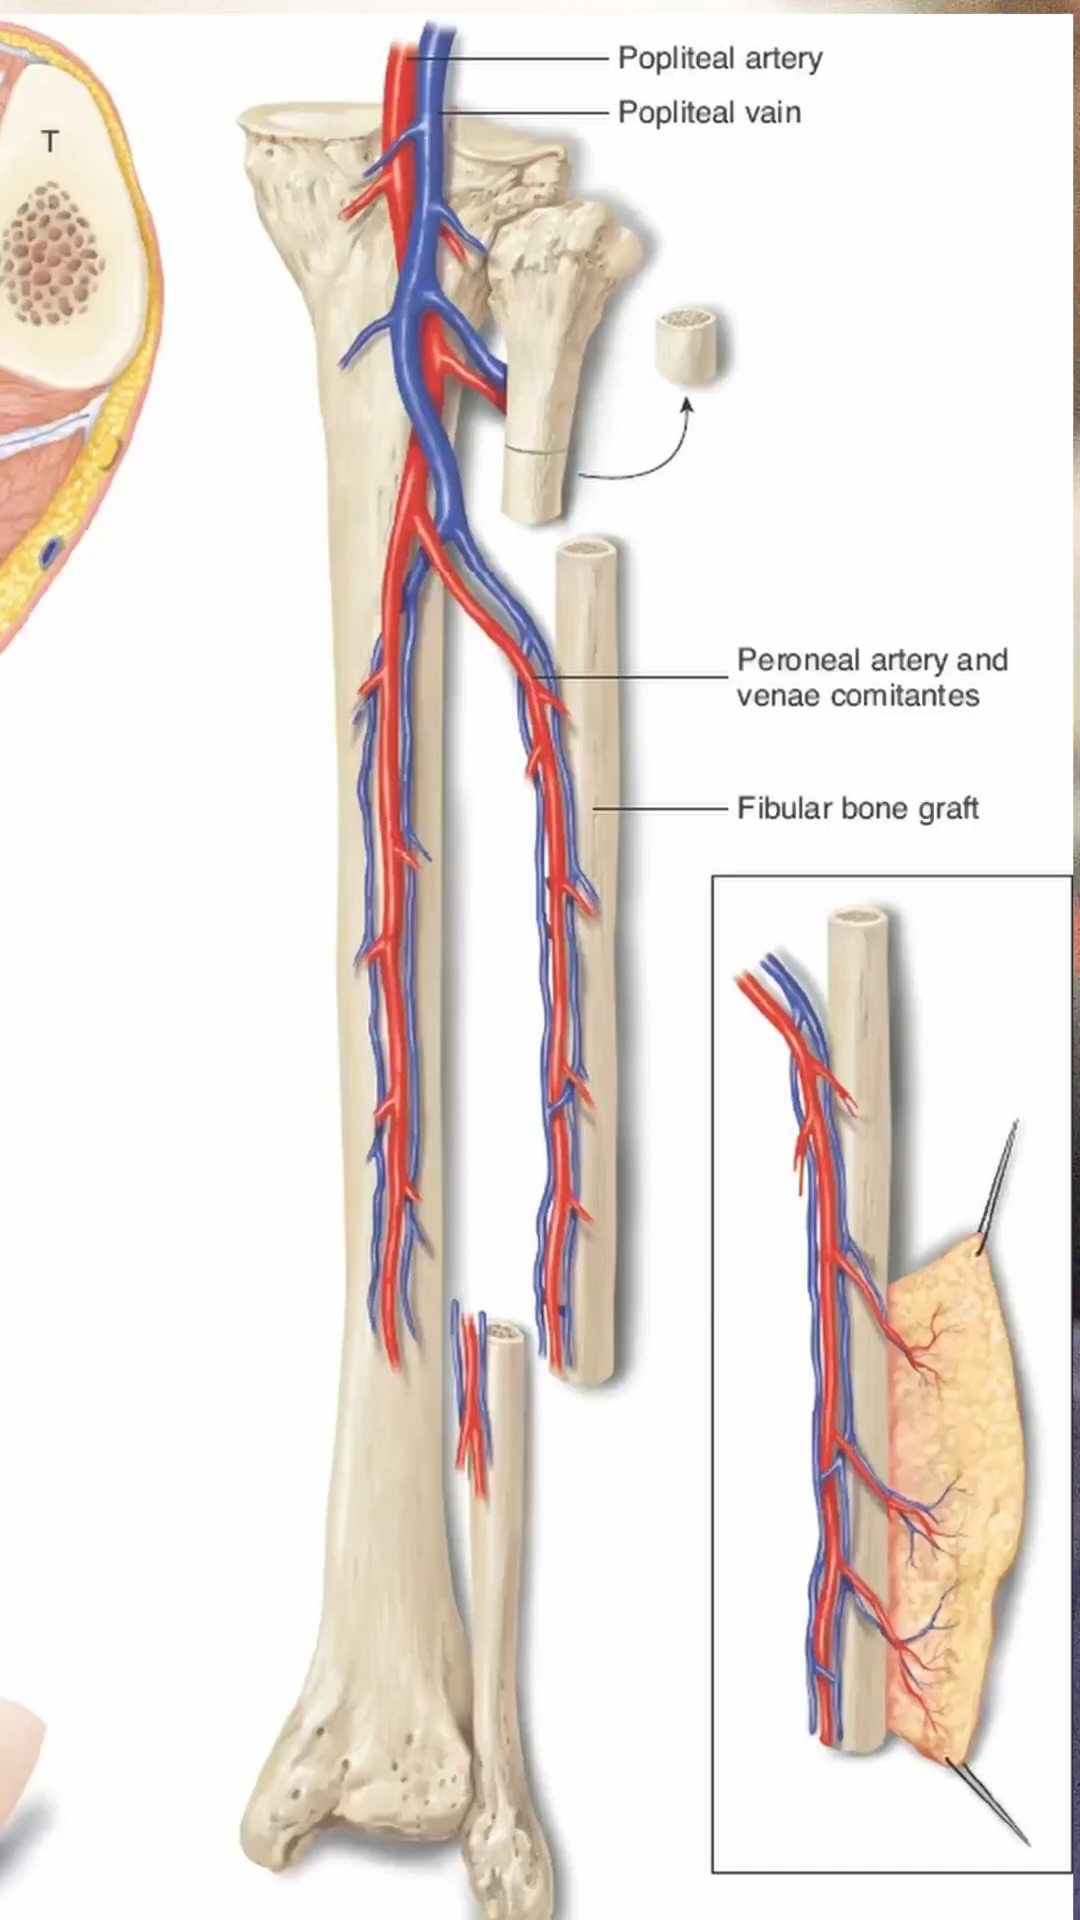 T
Popliteal artery
Popliteal vain
Peroneal artery and
venae comitantes
Fibular bone graft